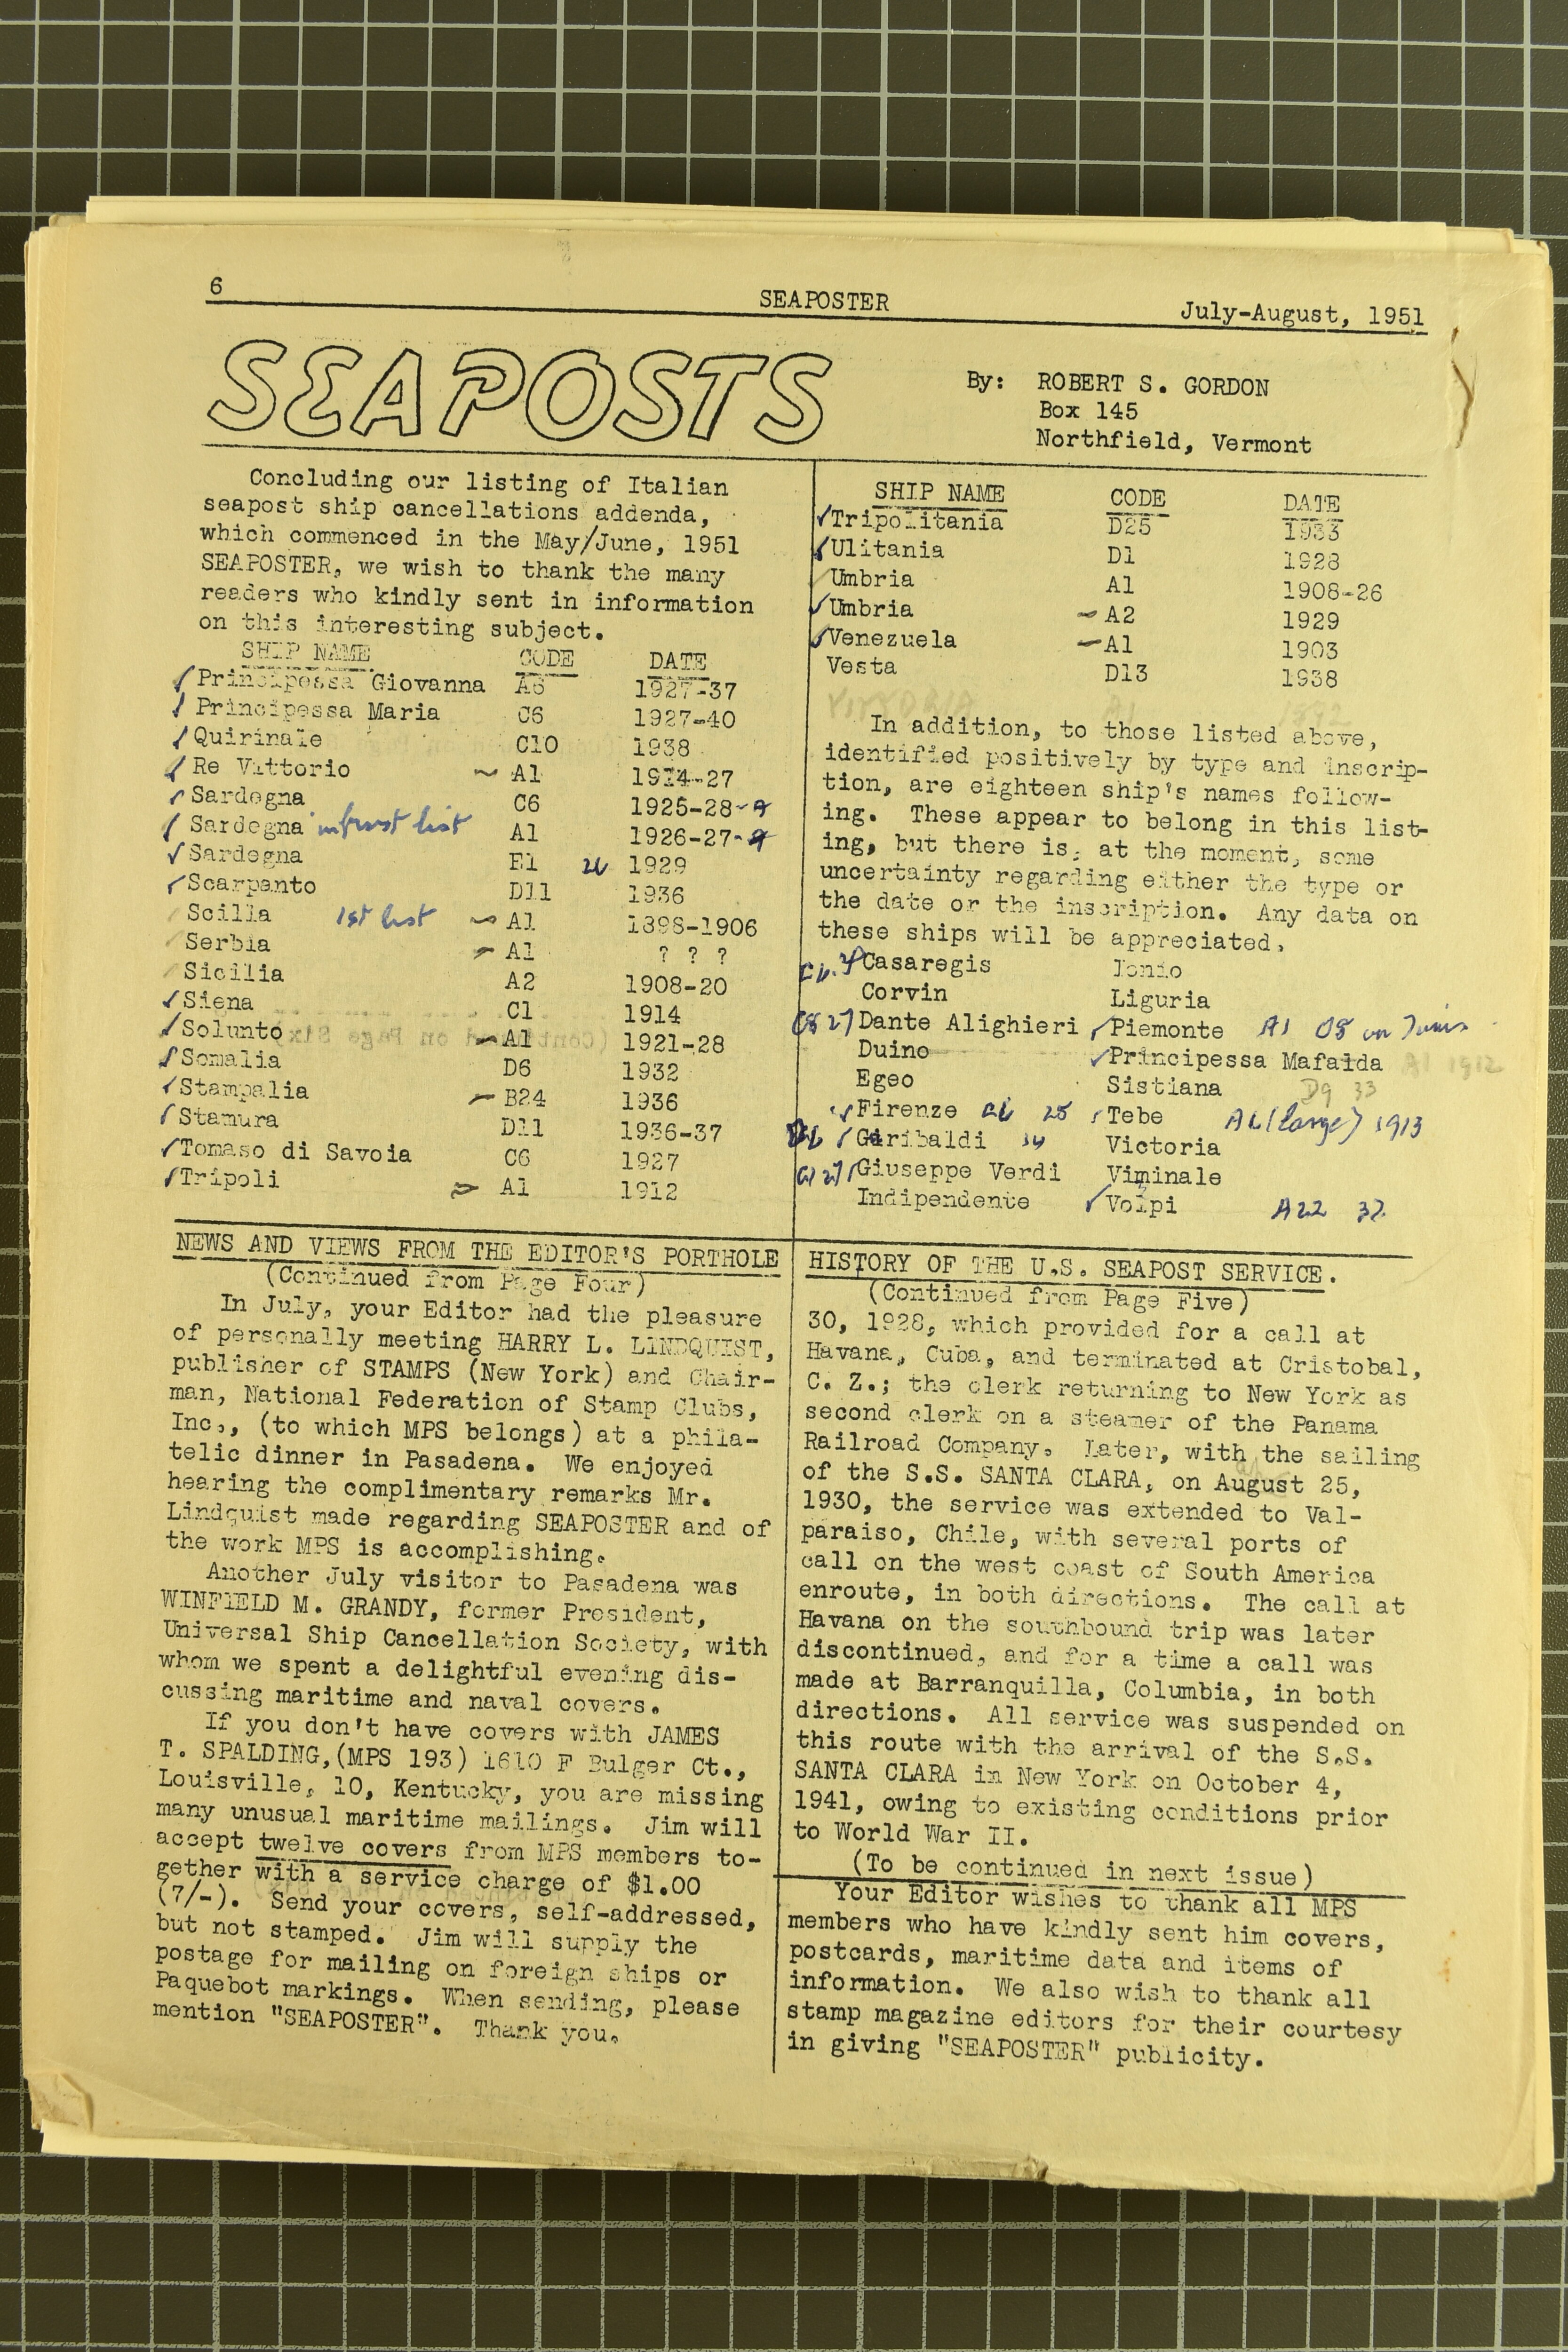 6 SEAPOSTER July-August, 1951
SEAPOSTS
By: ROBERT S. GORDON
Box 145
Northfield, Vermont
Concluding our listing of Italian
seapost ship cancellations addenda,
which commenced in the May/June, 1951
SEAPOSTER, we wish to thank the many
readers who kindly sent in information
on this interesting subject.
SHIP NAME CODE DATE
Principessa Giovanna A6 1927-37
Principessa Maria C6 1927-40
Quirinale C10 1938
Re Vittorio A1 1914-27
Sardegna C6 1925-28
Sardegna A1 1926-27
Sardegna E1 1929
Scarpanto D11 1936
Scilla 1st list A1 1898-1906
Serbia A1 ? ? ?
Sicilia A2 1908-20
Siena C1 1914
Solunto A1 1921-28
Somalia D6 1932
Stampalia B24 1936
Stamura D11 1936-37
Tomaso di Savoia C6 1927
Tripoli A1 1912
SHIP NAME CODE DATE
Tripolitania D25 1933
Ulitania D1 1928
Umbria A1 1908-26
Umbria A2 1929
Venezuela A1 1903
Vesta D13 1938
In addition, to those listed above,
identified positively by type and inscrip-
tion, are eighteen ship's names follow-
ing. These appear to belong in this list-
ing, but there is, at the moment, some
uncertainty regarding either the type or
the date or the inscription. Any data on
these ships will be appreciated.
Casaregis Ionio
Corvin Liguria
Dante Alighieri Piemonte A1 08
Duino Principessa Mafalda A1 1912
Egeo Sistiana D9 33
Firenze Tebe (large) 1913
Garibaldi Victoria
Giuseppe Verdi Viminale
Indipendente Volpi A22 32
NEWS AND VIEWS FROM THE EDITOR'S PORTHOLE
(Continued from Page Four)
In July, your Editor had the pleasure
of personally meeting HARRY L. LINDQUIST,
publisher of STAMPS (New York) and Chair-
man, National Federation of Stamp Clubs,
Inc., (to which MPS belongs) at a phila-
telic dinner in Pasadena. We enjoyed
hearing the complimentary remarks Mr.
Lindquist made regarding SEAPOSTER and of
the work MPS is accomplishing.
Another July visitor to Pasadena was
WINFIELD M. GRANDY, former President,
Universal Ship Cancellation Society, with
whom we spent a delightful evening dis-
cussing maritime and naval covers.
If you don't have covers with JAMES
T. SPALDING,(MPS 193) 1610 F Bulger Ct.,
Louisville, 10, Kentucky, you are missing
many unusual maritime mailings. Jim will
accept twelve covers from MPS members to-
gether with a service charge of $1.00
(7/-). Send your covers, self-addressed,
but not stamped. Jim will supply the
postage for mailing on foreign ships or
Paquebot markings. When sending, please
mention "SEAPOSTER". Thank you.
HISTORY OF THE U.S. SEAPOST SERVICE.
(Continued from Page Five)
30, 1928, which provided for a call at
Havana, Cuba, and terminated at Cristobal,
C. Z.; the clerk returning to New York as
second clerk on a steamer of the Panama
Railroad Company. Later, with the sailing
of the S.S. SANTA CLARA, on August 25,
1930, the service was extended to Val-
paraiso, Chile, with several ports of
call on the west coast of South America
enroute, in both directions. The call at
Havana on the southbound trip was later
discontinued, and for a time a call was
made at Barranquilla, Columbia, in both
directions. All service was suspended on
this route with the arrival of the S.S.
SANTA CLARA in New York on October 4,
1941, owing to existing conditions prior
to World War II.
(To be continued in next issue)
Your Editor wishes to thank all MPS
members who have kindly sent him covers,
postcards, maritime data and items of
information. We also wish to thank all
stamp magazine editors for their courtesy
in giving "SEAPOSTER" publicity.